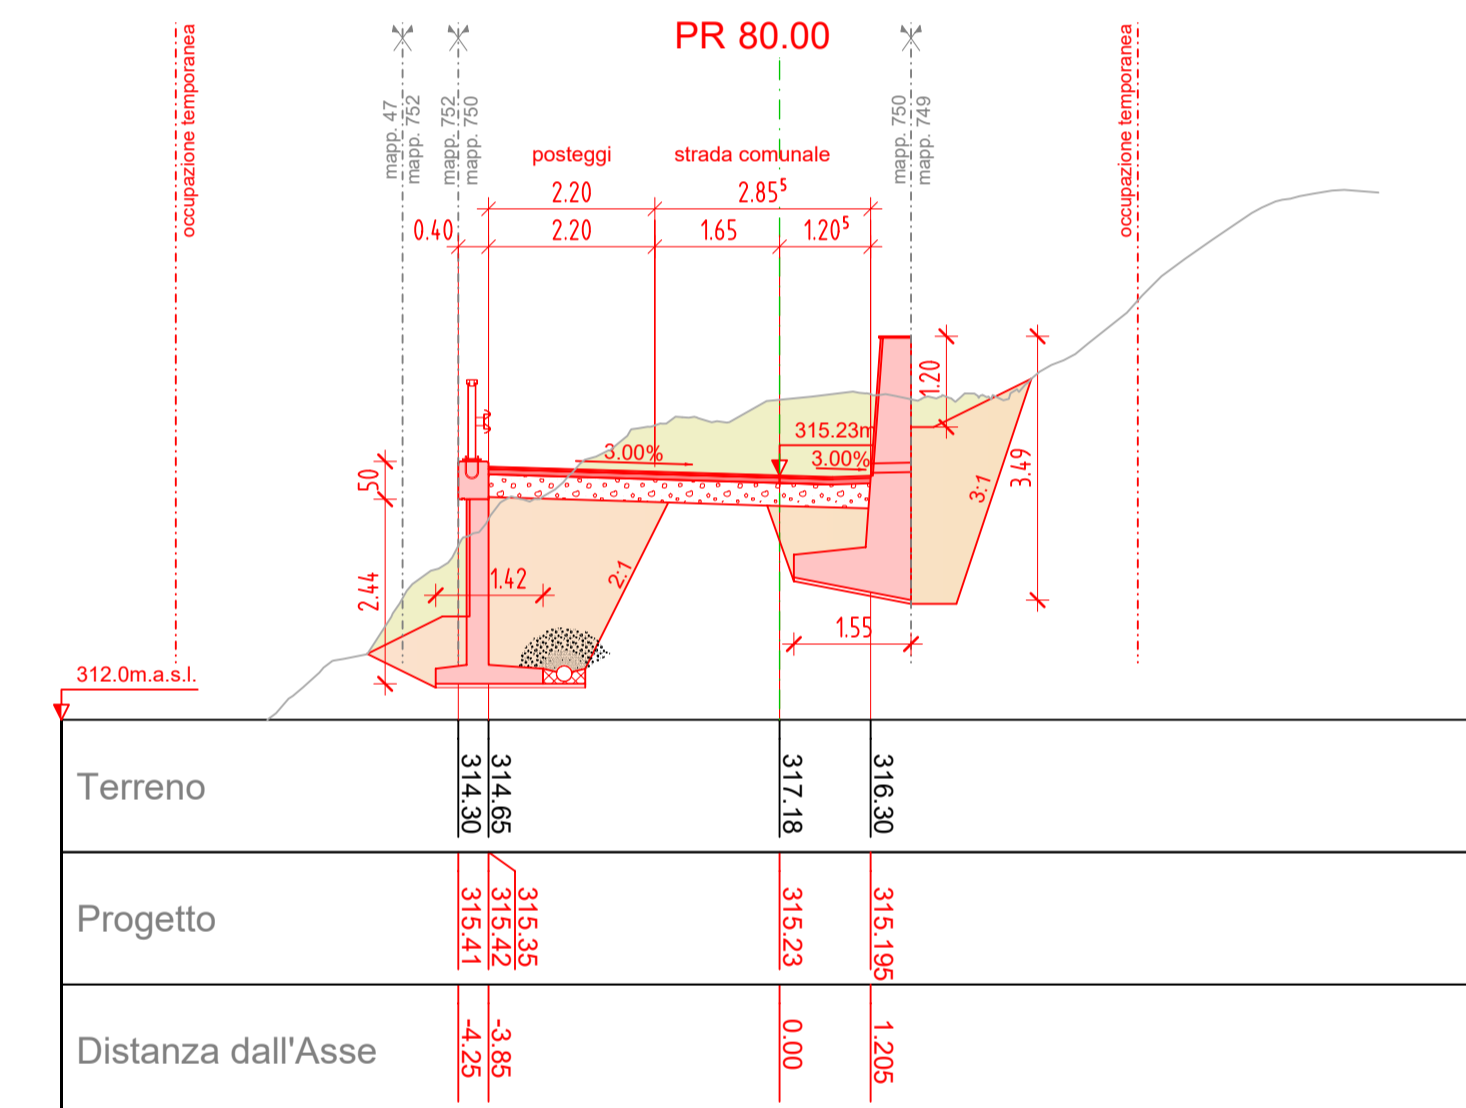 PR 80.00
occupazione temporanea
mapp. 47
mapp. 752
mapp. 752
mapp. 750
mapp. 750
mapp. 749
occupazione temporanea
posteggi
strada comunale
2.20
2.85⁵
0.40
2.20
1.65
1.20⁵
1.20
315.23m
3.00%
3.00%
50
3.49
3:1
2.44
1.42
2:1
1.55
312.0m.a.s.l.
Terreno
314.30
314.65
317.18
316.30
Progetto
315.41
315.42
315.35
315.23
315.195
Distanza dall'Asse
-4.25
-3.85
0.00
1.205